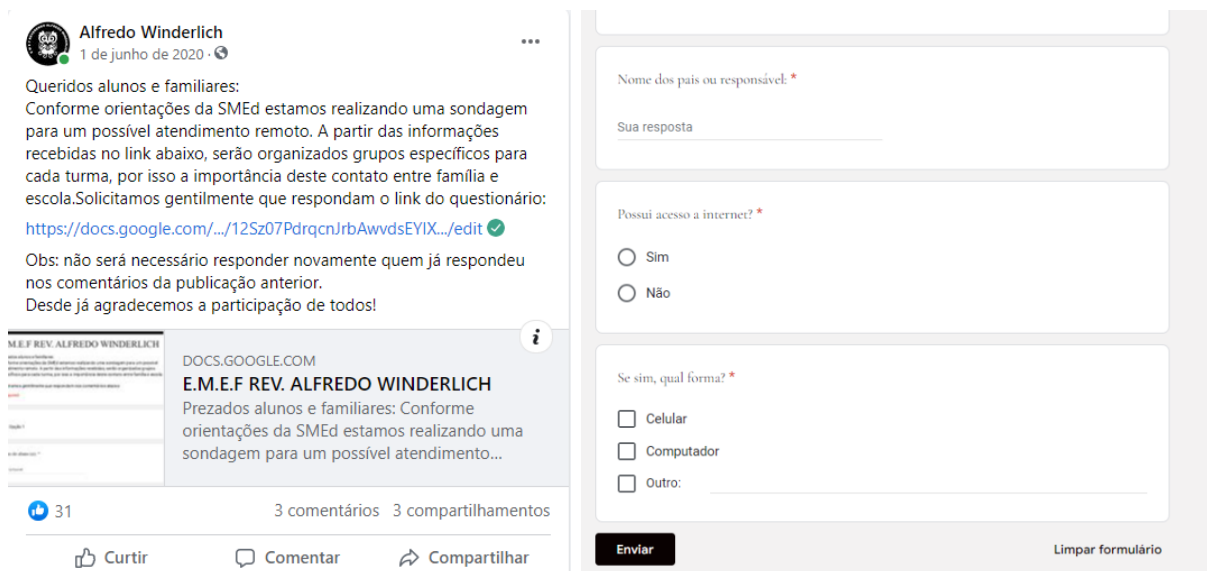 Alfredo Winderlich
1 de junho de 2020 ·
Queridos alunos e familiares:
Conforme orientações da SMEd estamos realizando uma sondagem
para um possível atendimento remoto. A partir das informações
recebidas no link abaixo, serão organizados grupos específicos para
cada turma, por isso a importância deste contato entre família e
escola.Solicitamos gentilmente que respondam o link do questionário:
https://docs.google.com/.../12Sz07PdrqcnJrbAwvdsEYIX.../edit
Obs: não será necessário responder novamente quem já respondeu
nos comentários da publicação anterior.
Desde já agradecemos a participação de todos!
M.E.F REV. ALFREDO WINDERLICH
DOCS.GOOGLE.COM
E.M.E.F REV. ALFREDO WINDERLICH
Prezados alunos e familiares: Conforme
orientações da SMEd estamos realizando uma
sondagem para um possível atendimento...
31
3 comentários 3 compartilhamentos
Curtir Comentar Compartilhar
Nome dos pais ou responsável: *
Sua resposta
Possui acesso a internet? *
Sim
Não
Se sim, qual forma? *
Celular
Computador
Outro:
Enviar
Limpar formulário